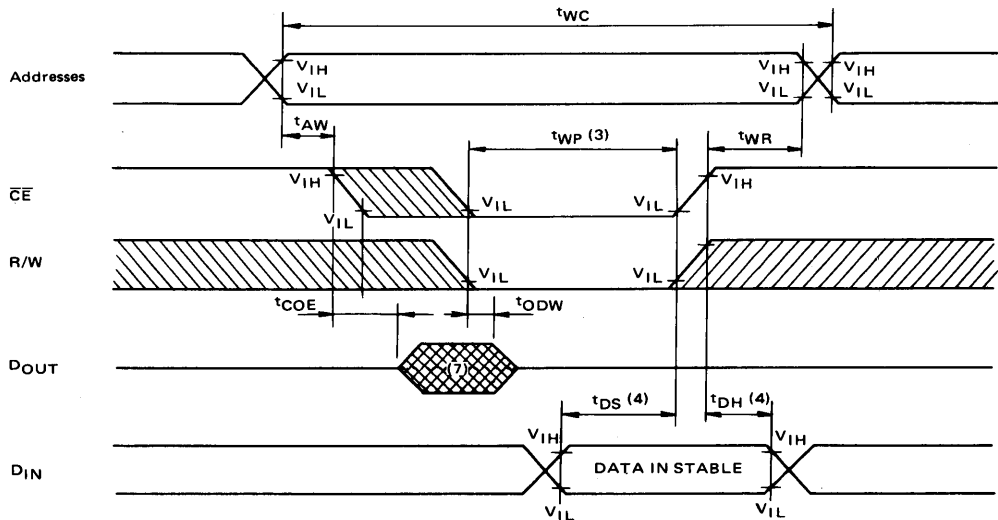 tWC
Addresses
VIH
VIL
VIH
VIL
VIH
VIL
tAW
tWP (3)
tWR
CE
VIH
VIL
VIL
VIL
VIH
R/W
VIL
VIL
tCOE
tODW
DOUT
(7)
tDS (4)
tDH (4)
DIN
VIH
VIL
DATA IN STABLE
VIH
VIL